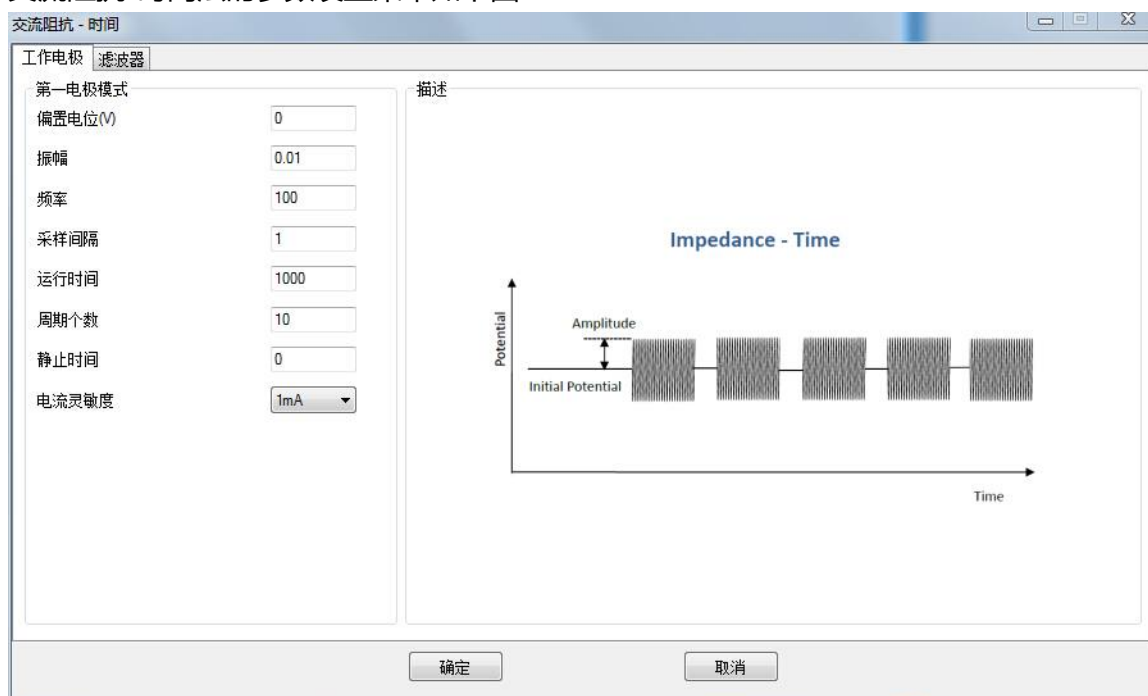 交流阻抗 - 时间
工作电极 滤波器
第一电极模式
偏置电位(V) 0
振幅 0.01
频率 100
采样间隔 1
运行时间 1000
周期个数 10
静止时间 0
电流灵敏度 1mA
描述
Impedance - Time
Potential
Amplitude
Initial Potential
Time
确定 取消